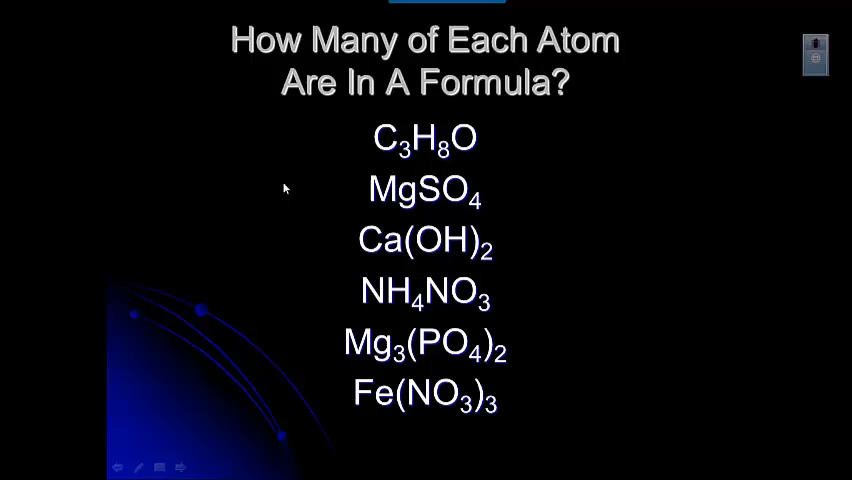 How Many of Each Atom
Are In A Formula?
C₃H₈O
MgSO₄
Ca(OH)₂
NH₄NO₃
Mg₃(PO₄)₂
Fe(NO₃)₃